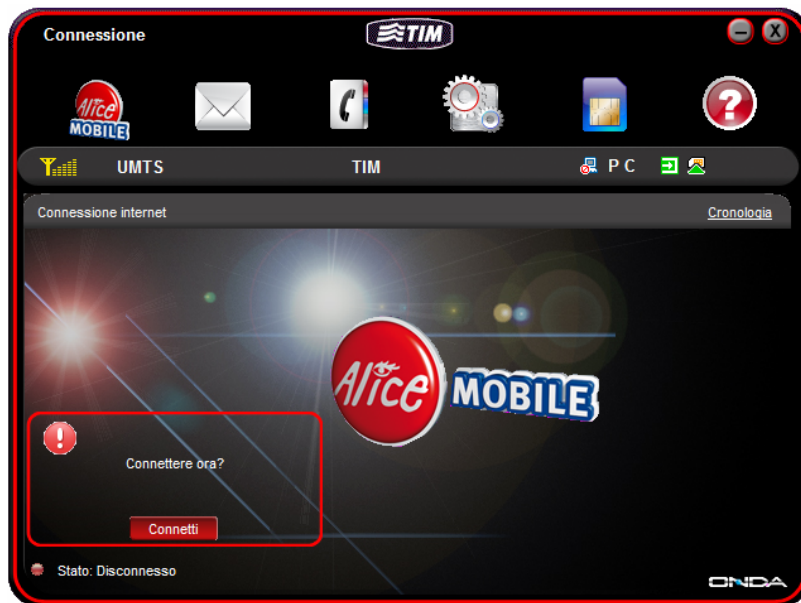 Connessione
TIM
Alice
MOBILE
?
UMTS
TIM
P C
Connessione internet
Cronologia
Alice MOBILE
!
Connettere ora?
Connetti
Stato: Disconnesso
ONDA